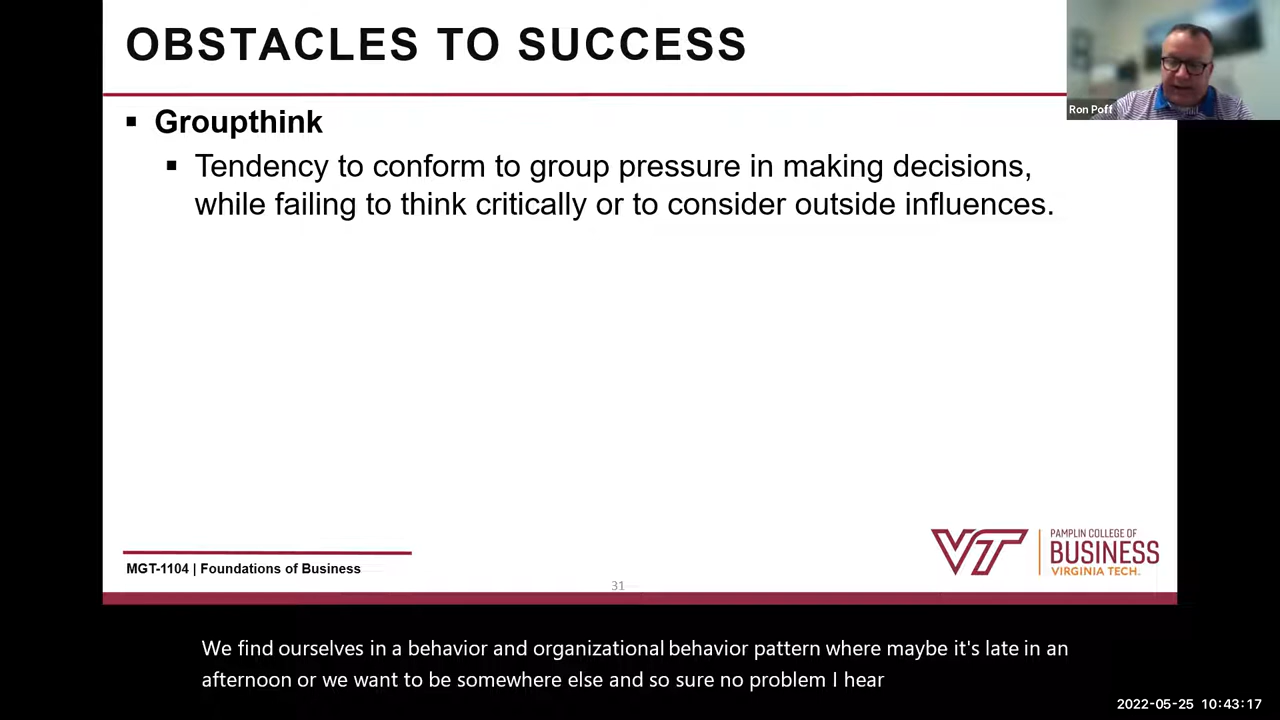 OBSTACLES TO SUCCESS
Ron Poff
▪ Groupthink
▪ Tendency to conform to group pressure in making decisions,
while failing to think critically or to consider outside influences.
MGT-1104 | Foundations of Business
31
VT
PAMPLIN COLLEGE OF
BUSINESS
VIRGINIA TECH.
We find ourselves in a behavior and organizational behavior pattern where maybe it's late in an
afternoon or we want to be somewhere else and so sure no problem I hear
2022-05-25 10:43:17